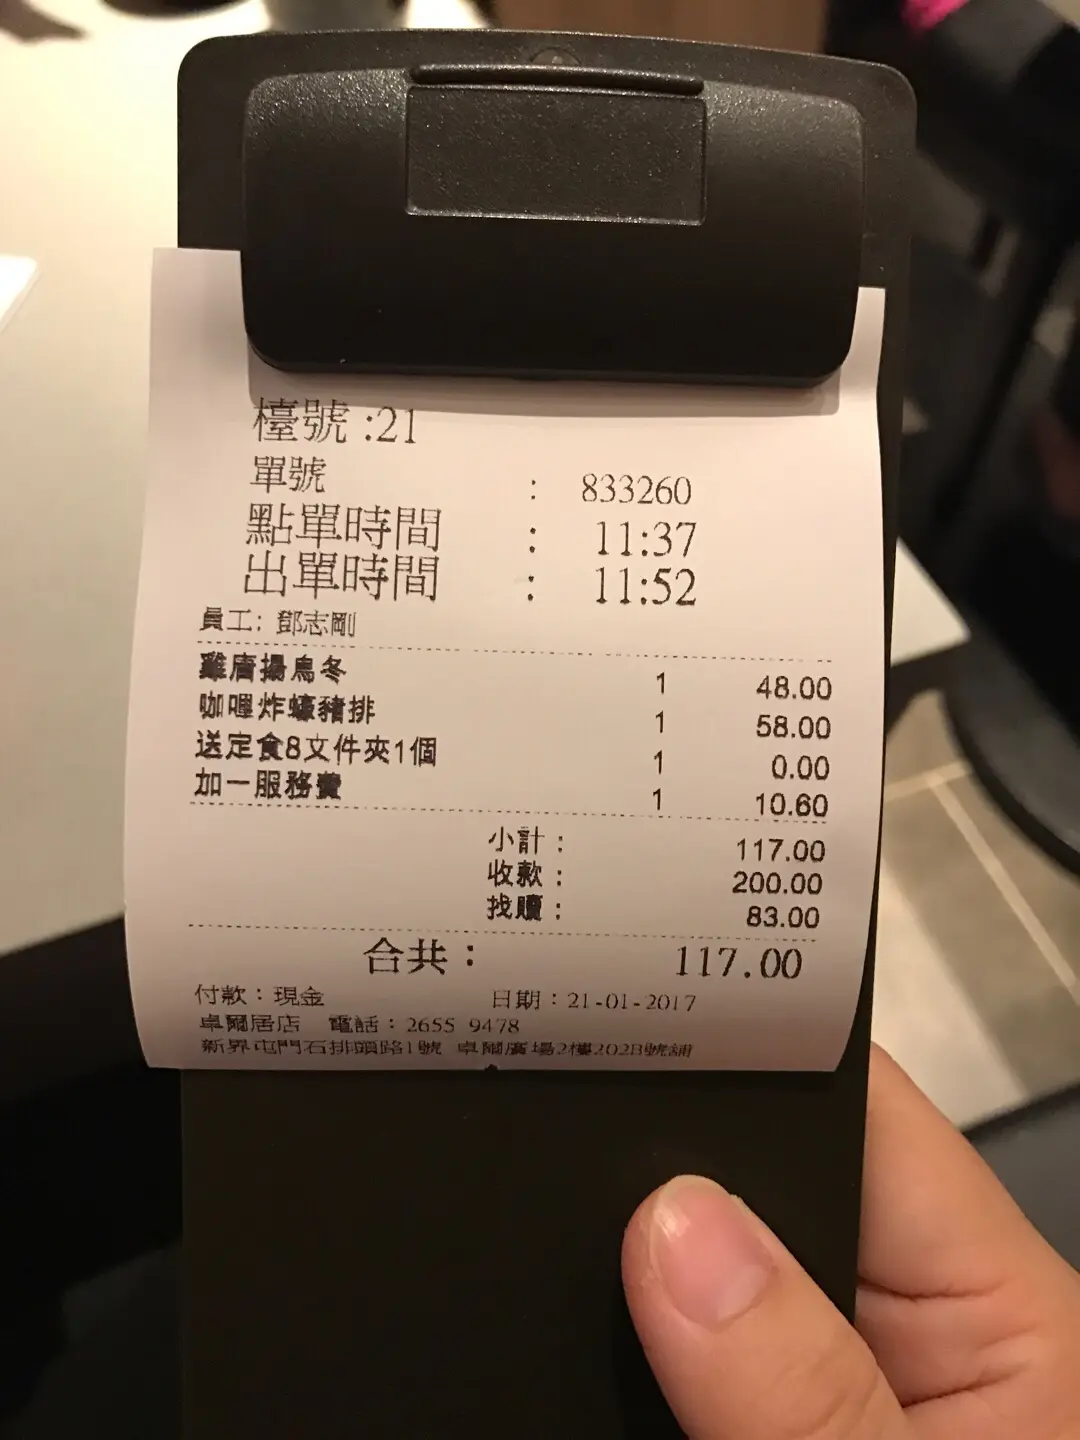 檯號 :21
單號 : 833260
點單時間 : 11:37
出單時間 : 11:52
員工: 鄧志剛
雞唐揚烏冬 1 48.00
咖喱炸蠔豬排 1 58.00
送定食8文件夾1個 1 0.00
加一服務費 1 10.60
小計 : 117.00
收款 : 200.00
找贖 : 83.00
合共 : 117.00
付款 : 現金 日期 : 21-01-2017
卓爾居店 電話 : 2655 9478
新界屯門石排頭路1號 卓爾廣場2樓202B號舖